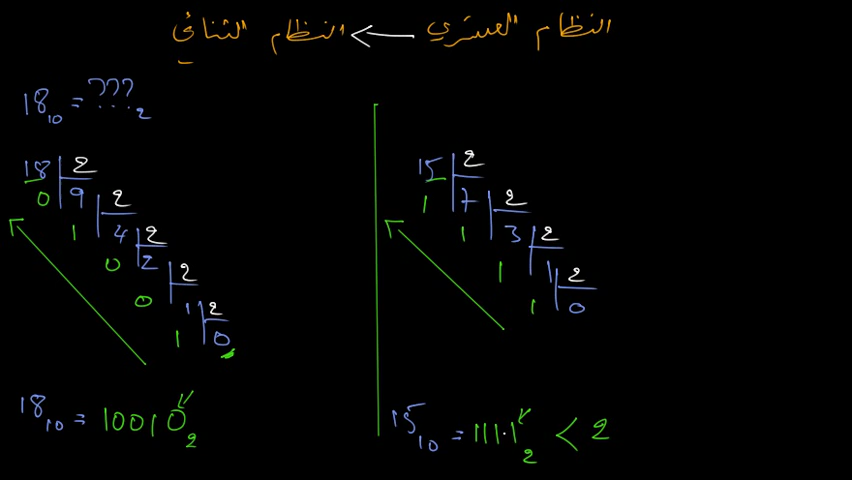 النظام العشري ← النظام الثنائي
18₁₀ = ???₂
18 | 2
0 9 | 2
1 4 | 2
0 2 | 2
0 1 | 2
1 0
18₁₀ = 10010₂
15 | 2
1 7 | 2
1 3 | 2
1 1 | 2
1 0
15₁₀ = 111·1₂ < 2